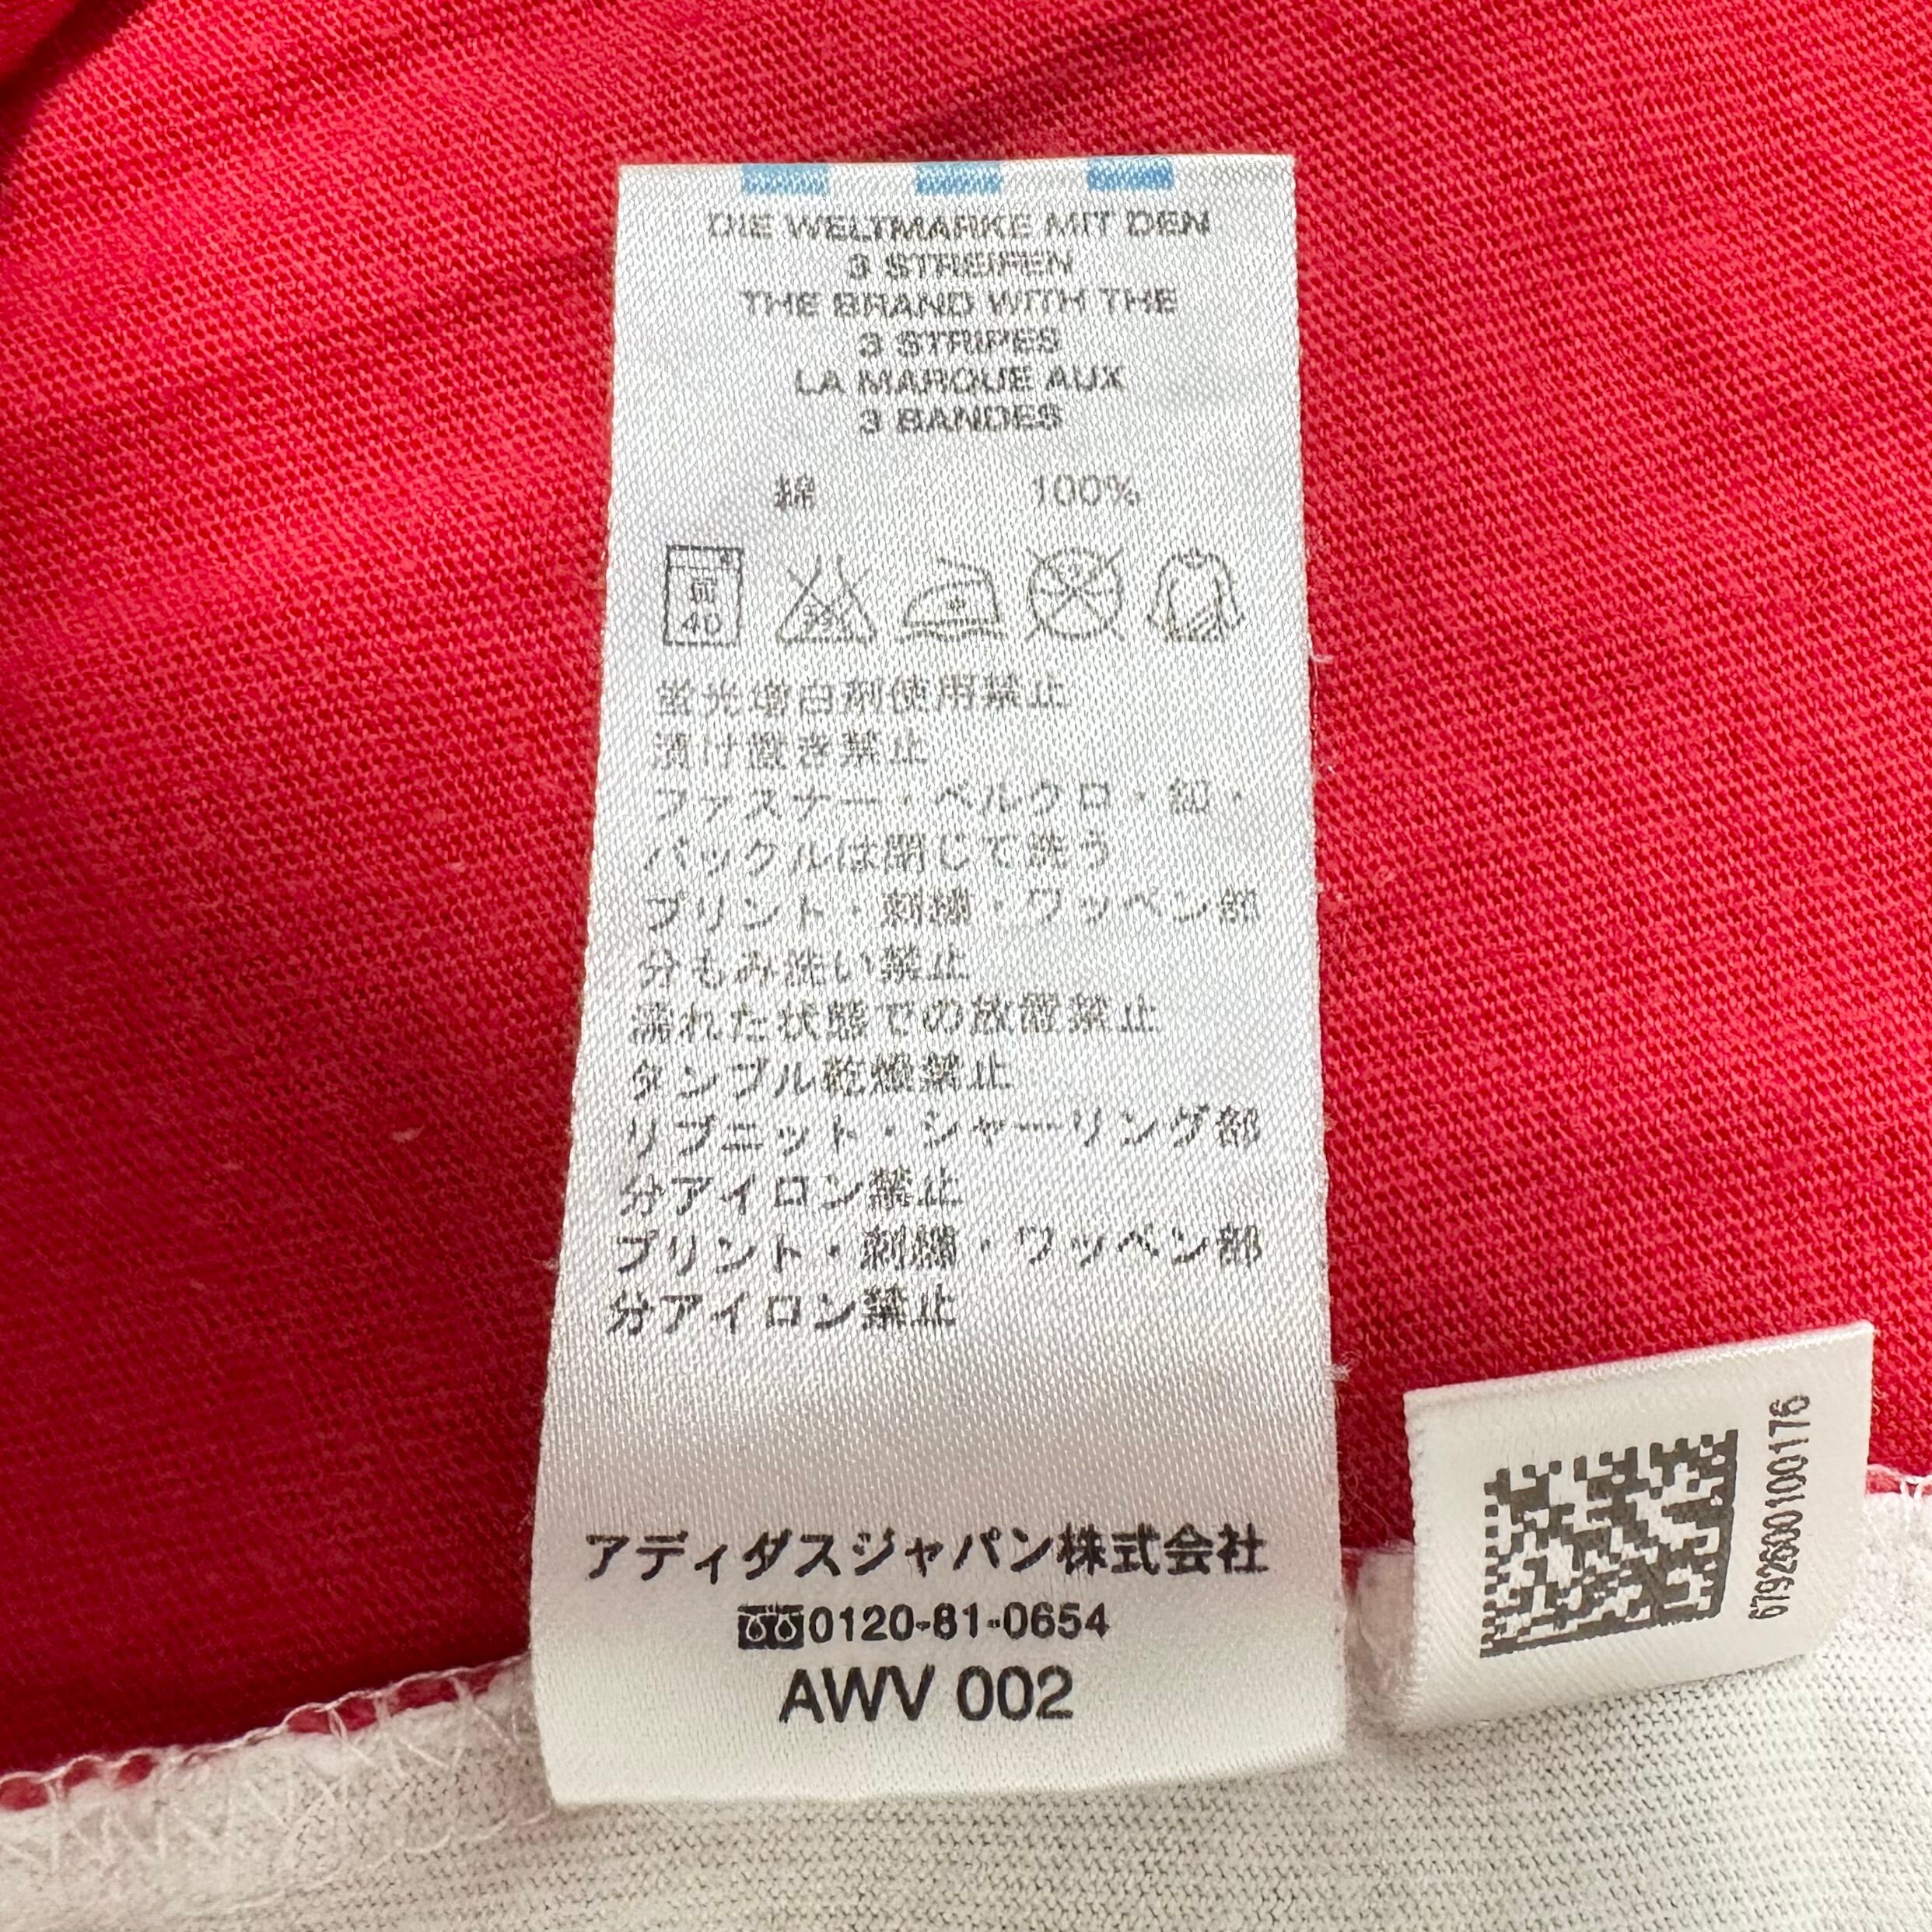 DIE WELTMARKE MIT DEN
3 STREIFEN
THE BRAND WITH THE
3 STRIPES
LA MARQUE AUX
3 BANDES
綿 100%
弱
40
蛍光増白剤使用禁止
漬け置き禁止
ファスナー・ベルクロ・釦・
バックルは閉じて洗う
プリント・刺繍・ワッペン部
分もみ洗い禁止
濡れた状態での放置禁止
タンブル乾燥禁止
リブニット・シャーリング部
分アイロン禁止
プリント・刺繍・ワッペン部
分アイロン禁止
アディダスジャパン株式会社
0120-81-0654
AWV 002
6792600100176